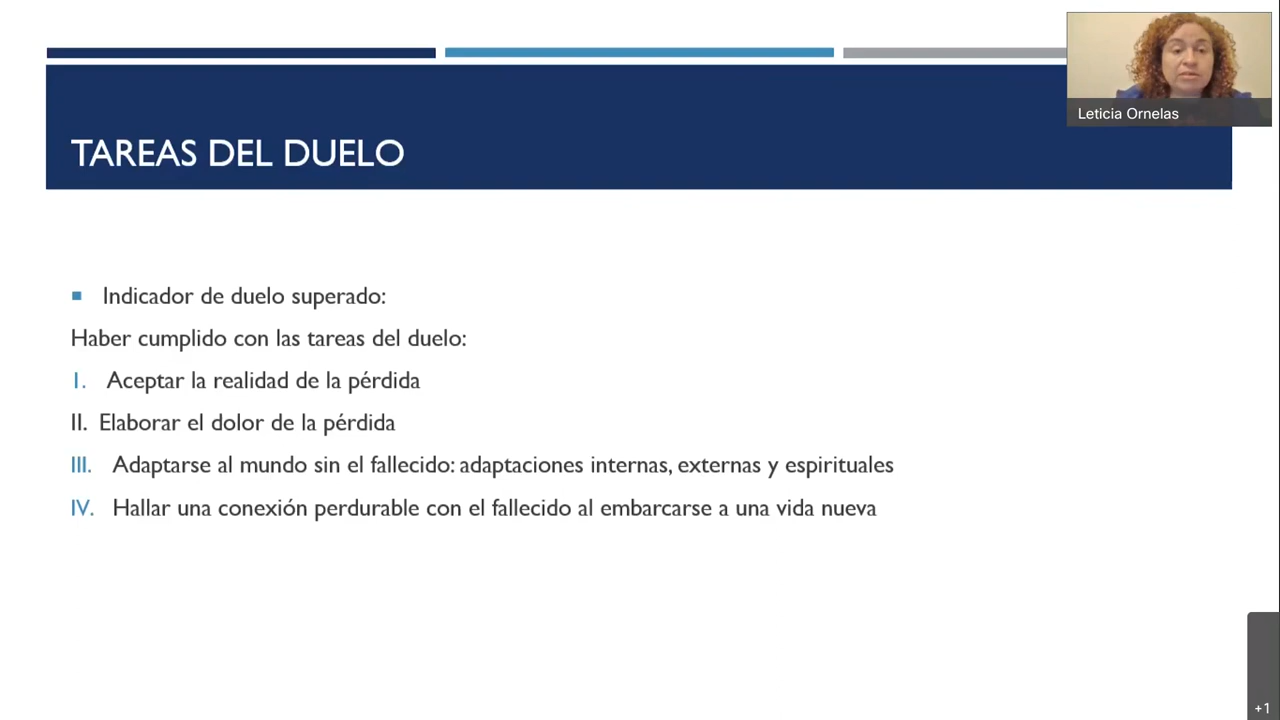 Leticia Ornelas
TAREAS DEL DUELO
Indicador de duelo superado:
Haber cumplido con las tareas del duelo:
I. Aceptar la realidad de la pérdida
II. Elaborar el dolor de la pérdida
III. Adaptarse al mundo sin el fallecido: adaptaciones internas, externas y espirituales
IV. Hallar una conexión perdurable con el fallecido al embarcarse a una vida nueva
+1